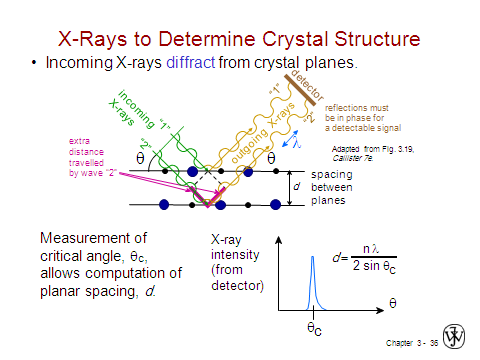 X-Rays to Determine Crystal Structure
• Incoming X-rays diffract from crystal planes.
incoming
X-rays
"1"
"2"
outgoing X-rays
"1"
"2"
detector
λ
θ
θ
reflections must
be in phase for
a detectable signal
Adapted from Fig. 3.19,
Callister 7e.
extra
distance
travelled
by wave "2"
spacing
d between
planes
Measurement of
critical angle, θc,
allows computation of
planar spacing, d.
X-ray
intensity
(from
detector)
d = nλ / 2 sin θc
θ
θc
Chapter 3 - 36